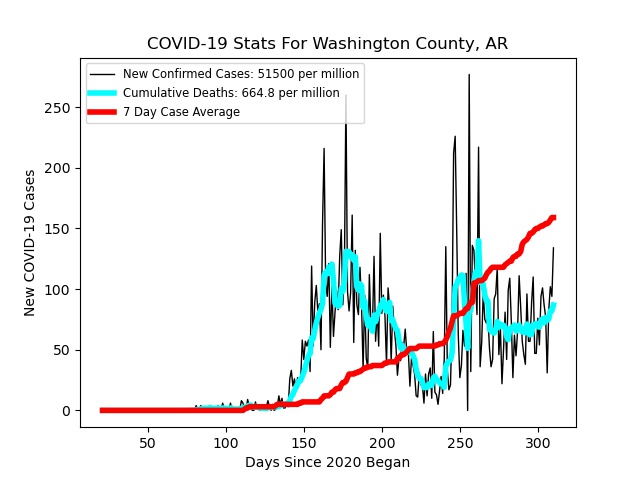 COVID-19 Stats For Washington County, AR
New Confirmed Cases: 51500 per million
Cumulative Deaths: 664.8 per million
7 Day Case Average
New COVID-19 Cases
250
200
150
100
50
0
50 100 150 200 250 300
Days Since 2020 Began